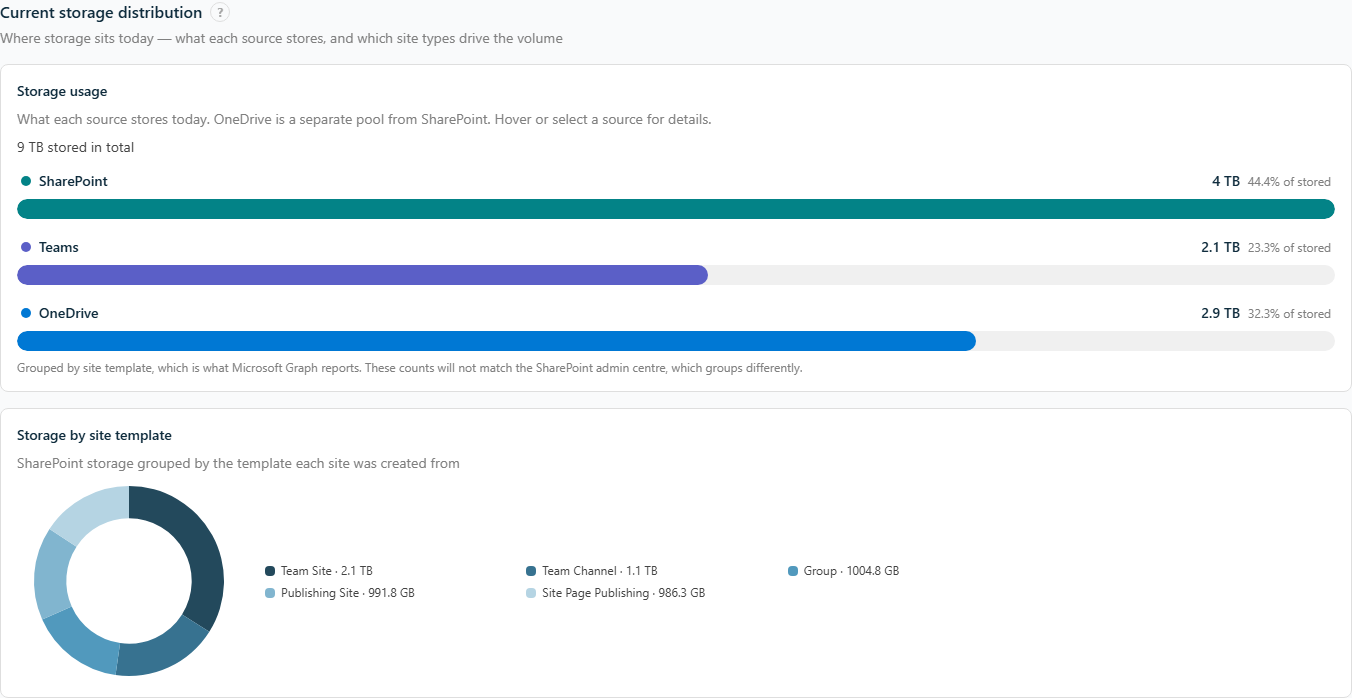 Current storage distribution ?
Where storage sits today — what each source stores, and which site types drive the volume
Storage usage
What each source stores today. OneDrive is a separate pool from SharePoint. Hover or select a source for details.
9 TB stored in total
SharePoint 4 TB 44.4% of stored
Teams 2.1 TB 23.3% of stored
OneDrive 2.9 TB 32.3% of stored
Grouped by site template, which is what Microsoft Graph reports. These counts will not match the SharePoint admin centre, which groups differently.
Storage by site template
SharePoint storage grouped by the template each site was created from
Team Site · 2.1 TB Team Channel · 1.1 TB Group · 1004.8 GB
Publishing Site · 991.8 GB Site Page Publishing · 986.3 GB